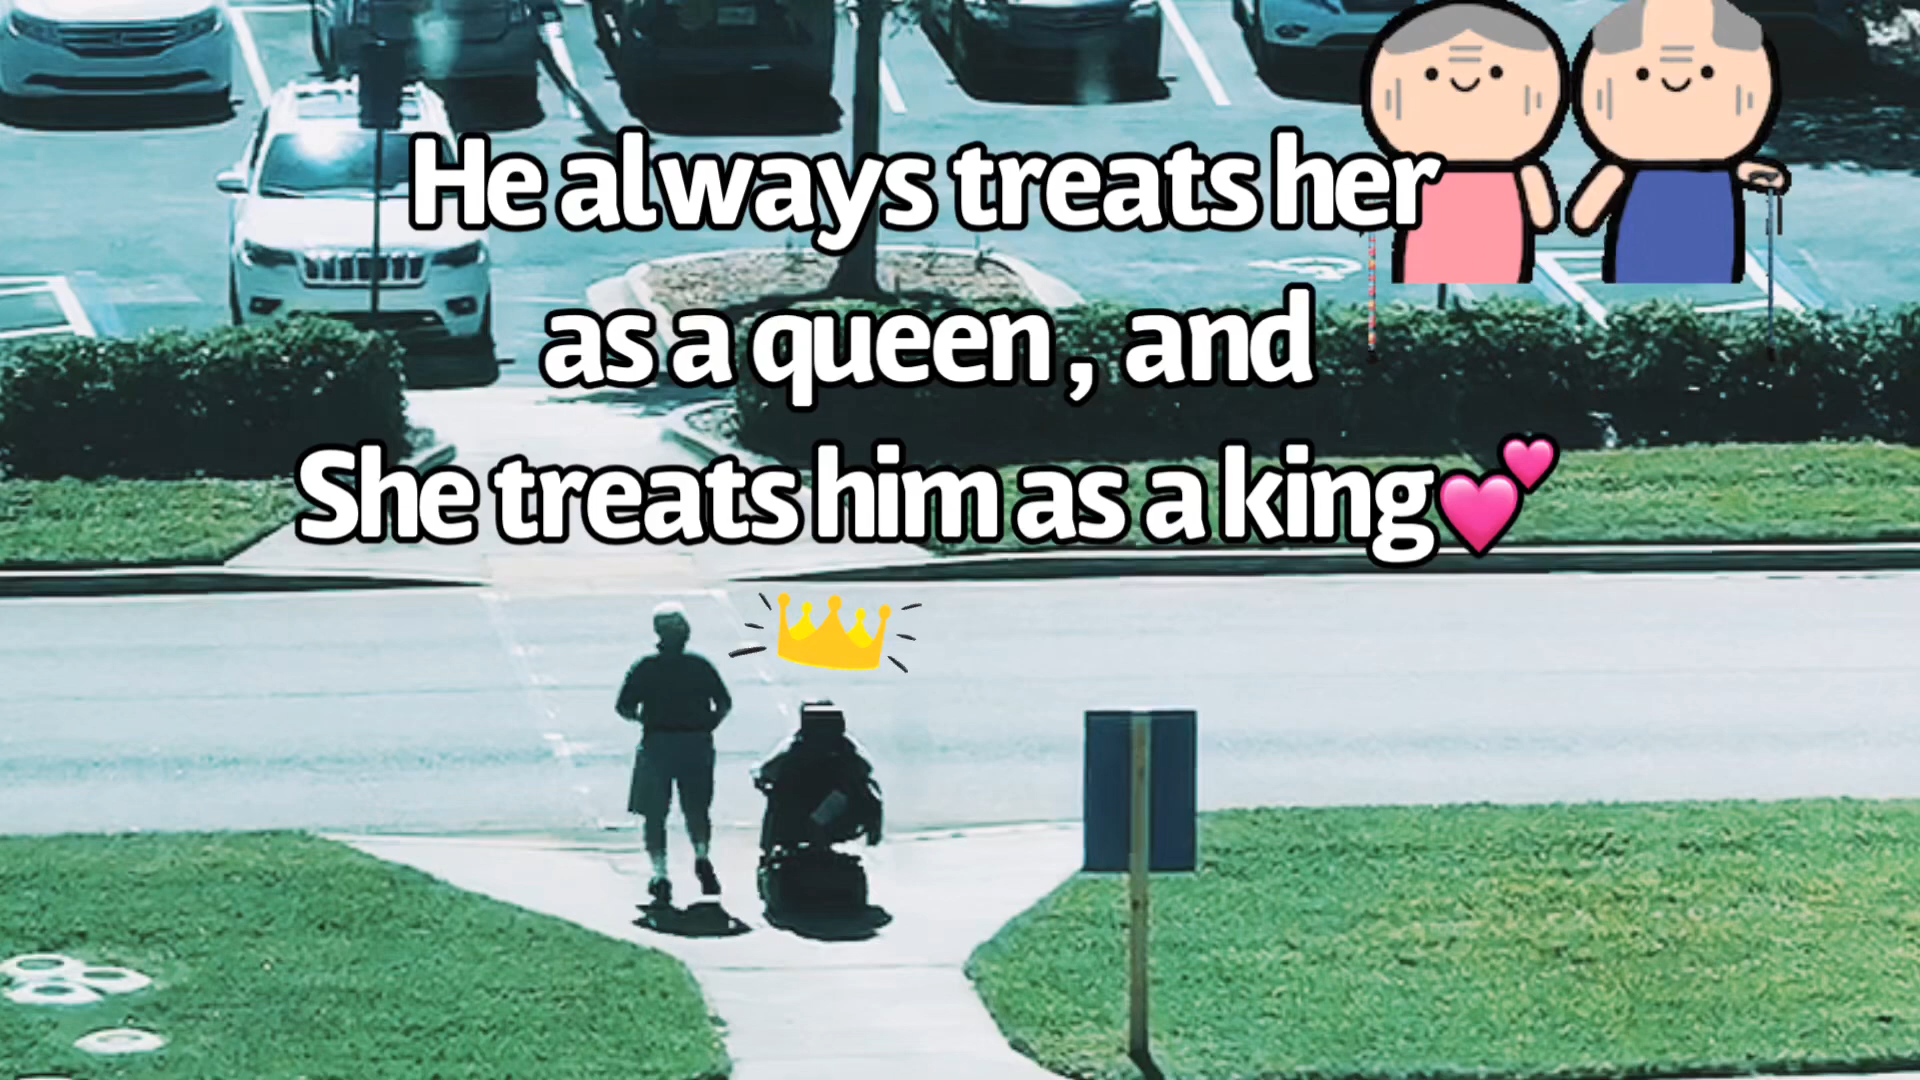 He always treats her
as a queen, and
She treats him as a king💕